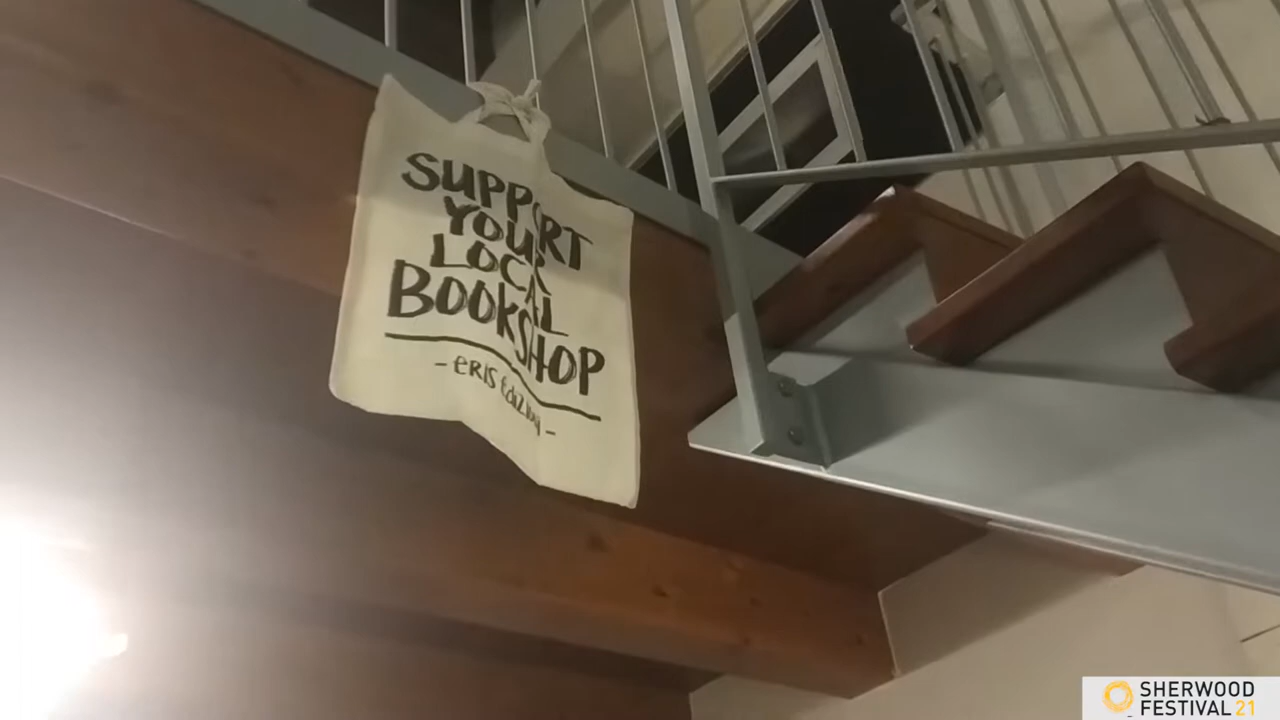 SUPPORT
YOUR
LOCAL
BOOKSHOP
- ERIS EdiZIONI -
SHERWOOD
FESTIVAL 21